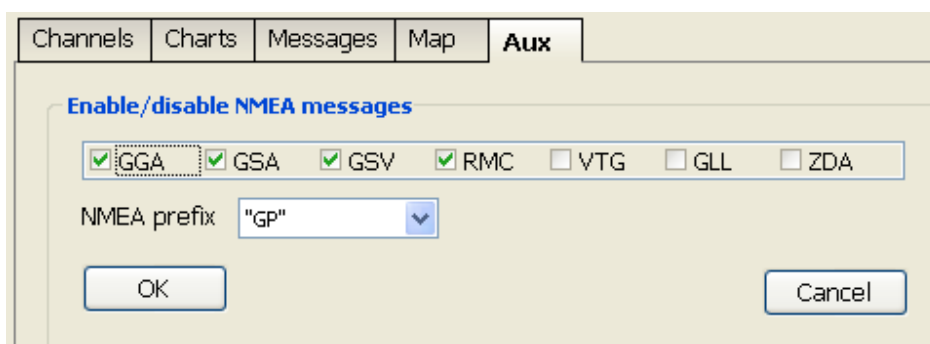 Channels Charts Messages Map Aux
Enable/disable NMEA messages
GGA GSA GSV RMC VTG GLL ZDA
NMEA prefix "GP"
OK Cancel